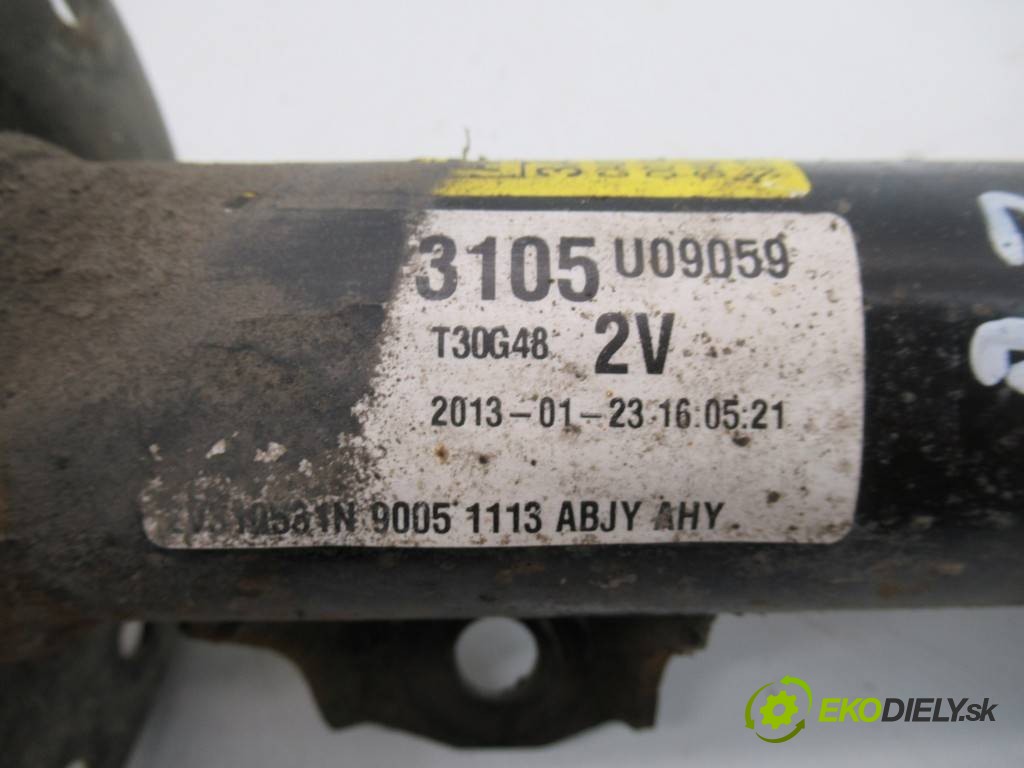 3105 U09059
T30G48 2V
2013-01-23 16:05:21
9005 1113 ABJY AHY
EKODIELY.sk